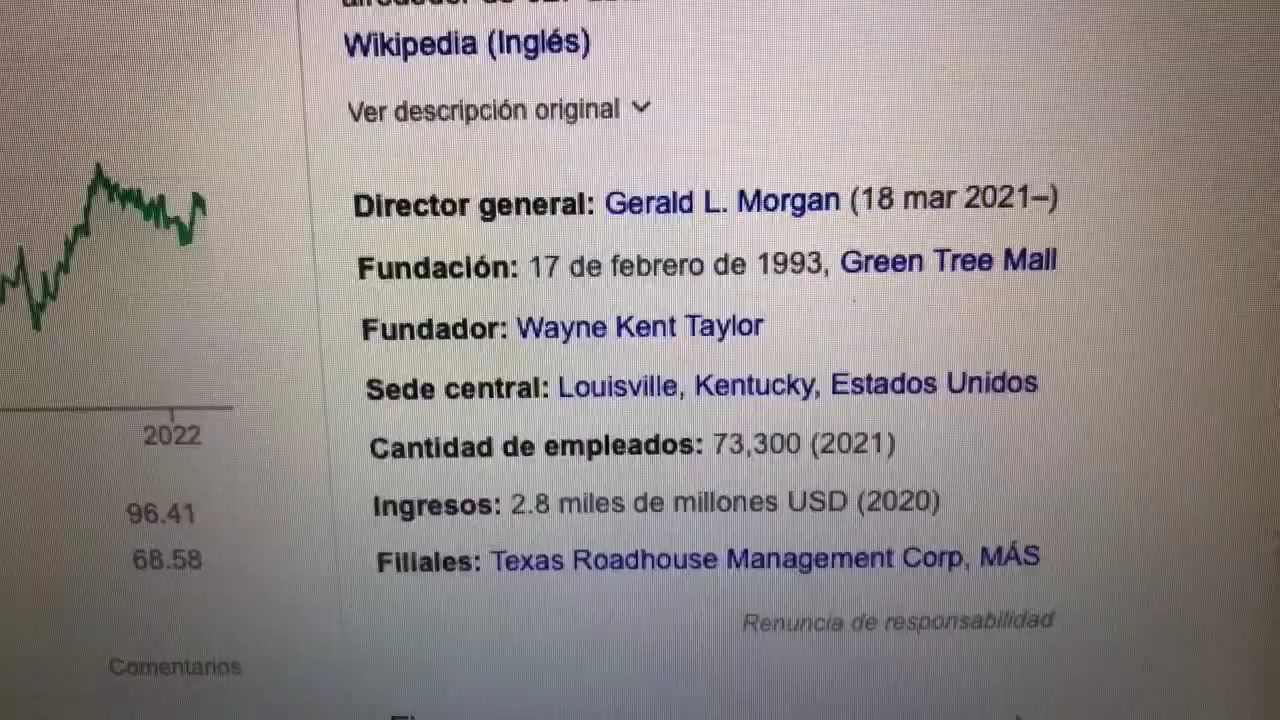 Wikipedia (Inglés)
Ver descripción original
Director general: Gerald L. Morgan (18 mar 2021–)
Fundación: 17 de febrero de 1993, Green Tree Mall
Fundador: Wayne Kent Taylor
Sede central: Louisville, Kentucky, Estados Unidos
2022
Cantidad de empleados: 73,300 (2021)
96.41
Ingresos: 2.8 miles de millones USD (2020)
68.58
Filiales: Texas Roadhouse Management Corp, MÁS
Renuncia de responsabilidad
Comentarios